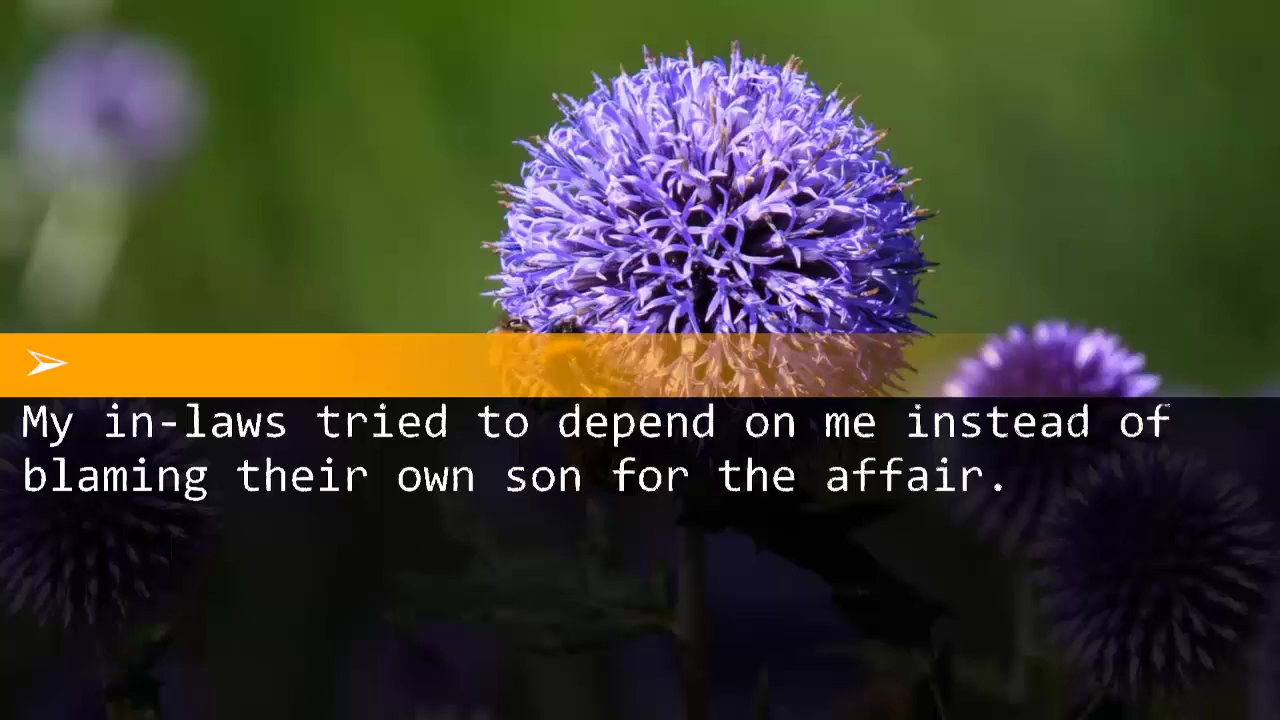 My in-laws tried to depend on me instead of
blaming their own son for the affair.